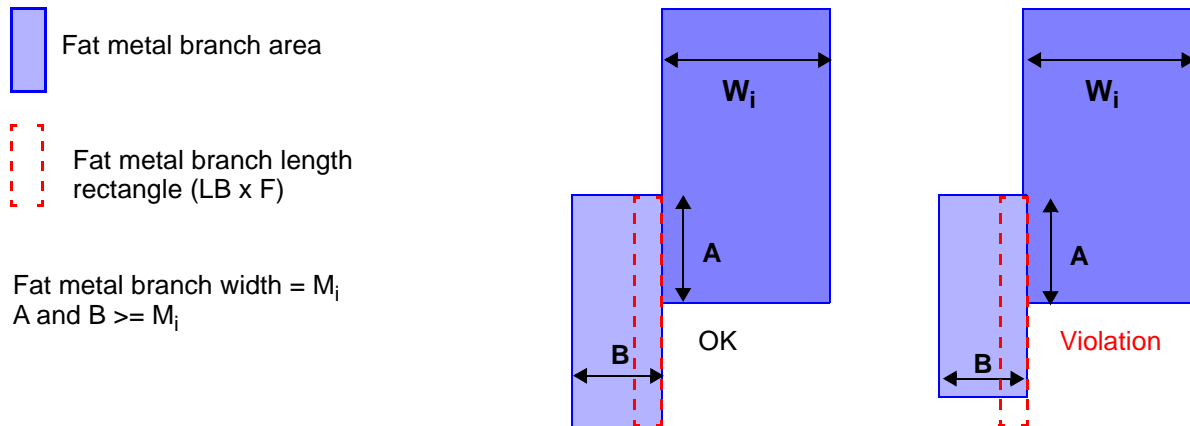 Fat metal branch area
Fat metal branch length
rectangle (LB x F)
Fat metal branch width = Mi
A and B >= Mi
Wi
A
B
OK
Wi
A
B
Violation